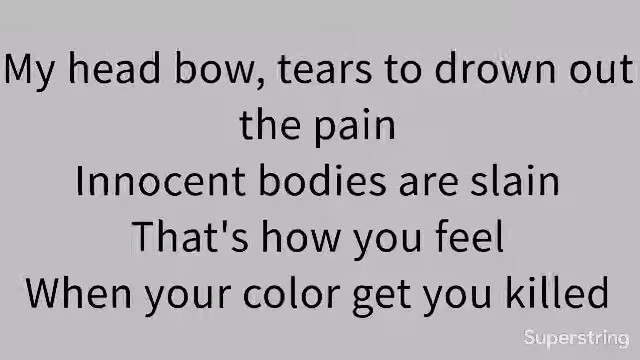 My head bow, tears to drown out
the pain
Innocent bodies are slain
That's how you feel
When your color get you killed
Superstring